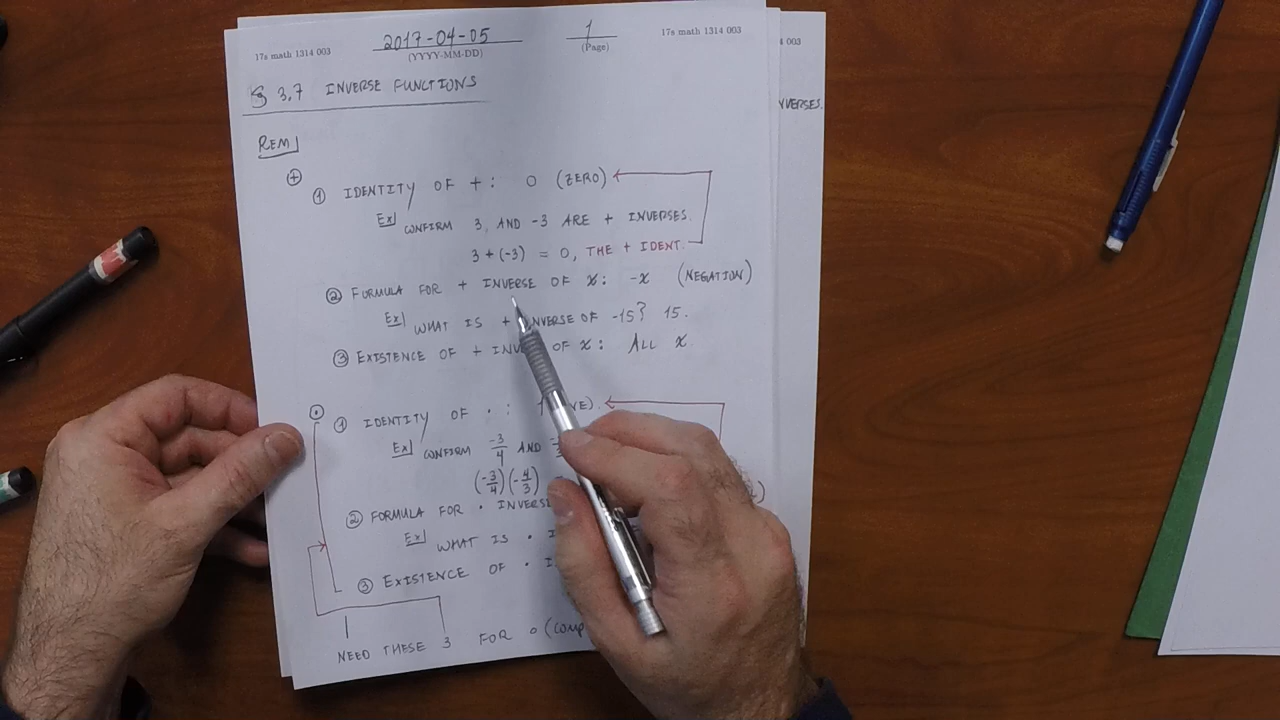 17s math 1314 003
2017-04-05
(YYYY-MM-DD)
1
(Page)
17s math 1314 003
003
§ 3.7 INVERSE FUNCTIONS
VERSES.
REM
+
① IDENTITY OF +: 0 (ZERO)
Ex CONFIRM 3, AND -3 ARE + INVERSES.
3 + (-3) = 0, THE + IDENT.
② FORMULA FOR + INVERSE OF x: -x (NEGATION)
Ex WHAT IS + INVERSE OF -15? 15.
③ EXISTENCE OF + OF x: ALL x
·
① IDENTITY OF · :
Ex CONFIRM -3/4 AND
(-3/4)(-4/3)
② FORMULA FOR · INVERSE
Ex WHAT IS ·
③ EXISTENCE OF ·
NEED THESE 3 FOR o (